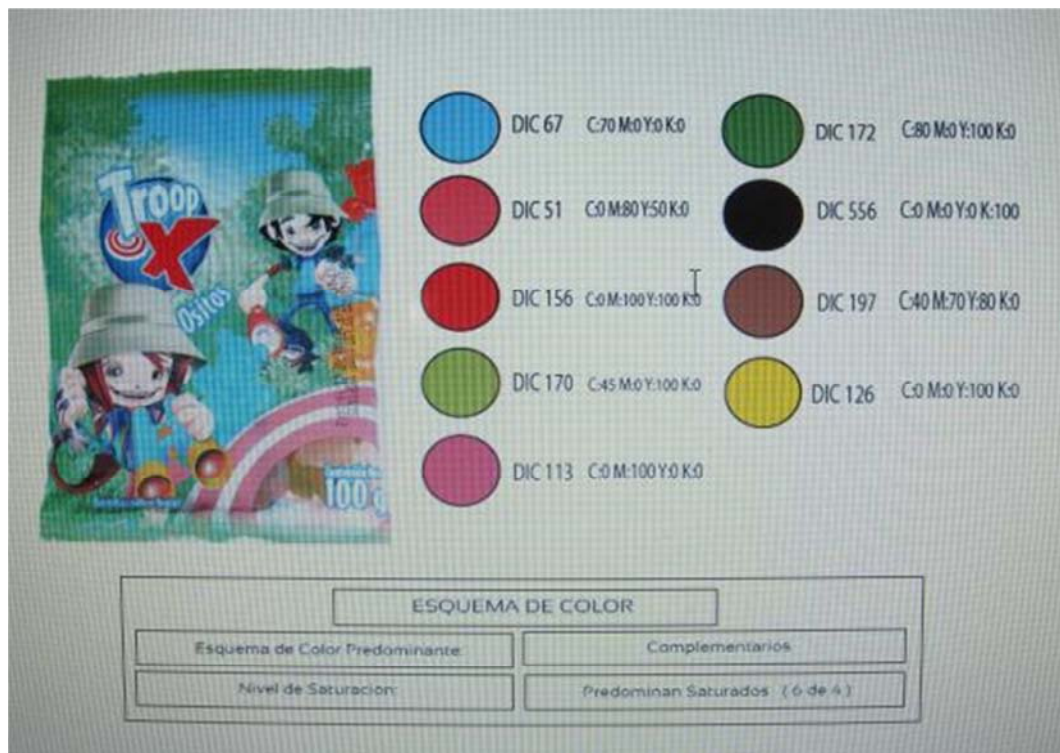 Troop
X
Ositos
100 g
DIC 67 C:70 M:0 Y:0 K:0
DIC 51 C:0 M:80 Y:50 K:0
DIC 156 C:0 M:100 Y:100 K:0
DIC 170 C:45 M:0 Y:100 K:0
DIC 113 C:0 M:100 Y:0 K:0
DIC 172 C:80 M:0 Y:100 K:0
DIC 556 C:0 M:0 Y:0 K:100
DIC 197 C:40 M:70 Y:80 K:0
DIC 126 C:0 M:0 Y:100 K:0
ESQUEMA DE COLOR
Esquema de Color Predominante: Complementarios
Nivel de Saturacion: Predominan Saturados ( 6 de 4 )